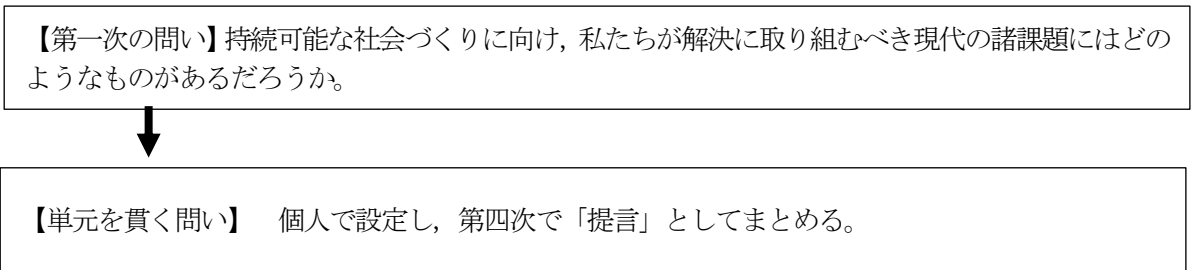 【第一次の問い】持続可能な社会づくりに向け，私たちが解決に取り組むべき現代の諸課題にはどの
ようなものがあるだろうか。
【単元を貫く問い】　個人で設定し，第四次で「提言」としてまとめる。